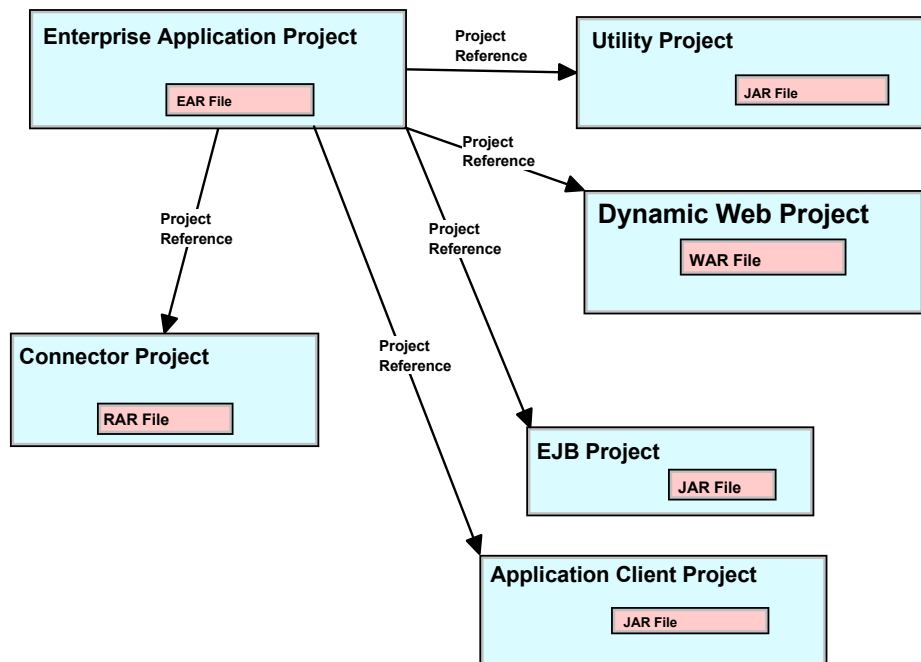 Enterprise Application Project
EAR File
Project
Reference
Utility Project
JAR File
Project
Reference
Dynamic Web Project
WAR File
Project
Reference
Project
Reference
Connector Project
RAR File
Project
Reference
EJB Project
JAR File
Application Client Project
JAR File